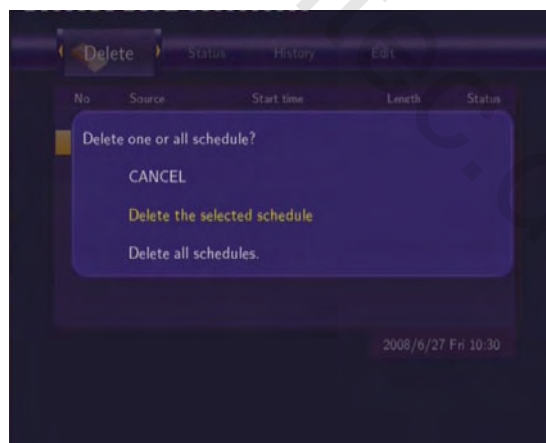 Delete Status History Edit
No Source Start time Length Status
Delete one or all schedule?
CANCEL
Delete the selected schedule
Delete all schedules.
2008/6/27 Fri 10:30